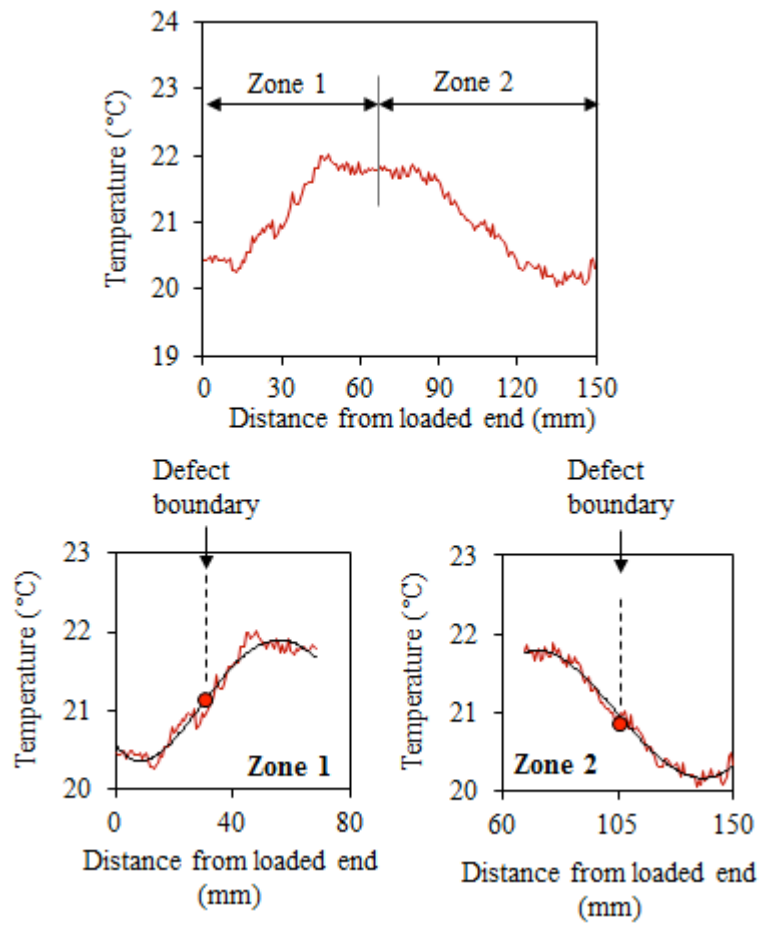 24
23
22
21
20
19
Temperature (°C)
Zone 1
Zone 2
0
30
60
90
120
150
Distance from loaded end (mm)
Defect
boundary
23
22
21
20
Temperature (°C)
Zone 1
0
40
80
Distance from loaded end
(mm)
Defect
boundary
23
22
21
20
Temperature (°C)
Zone 2
60
105
150
Distance from loaded end
(mm)